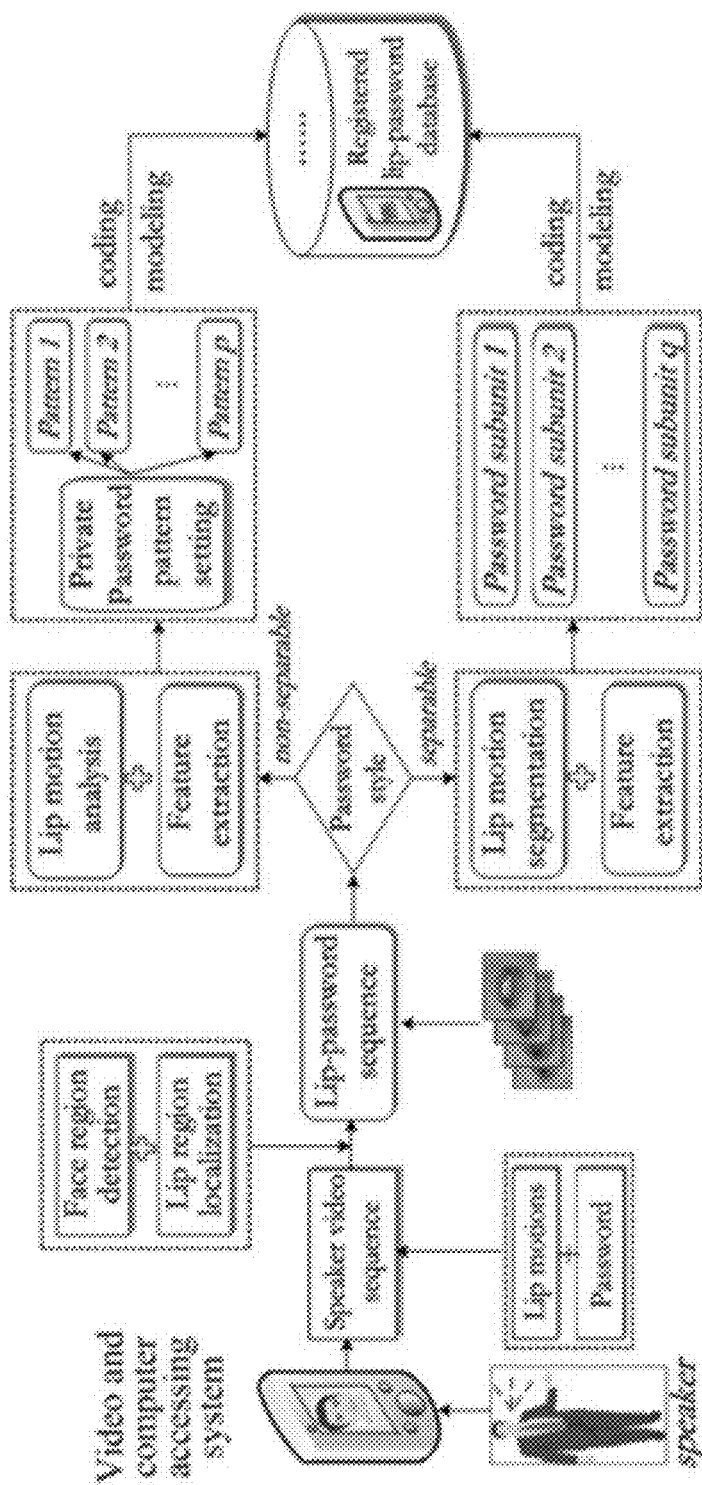 Video and
computer
accessing
system
speaker
Speaker video
sequence
Lip motions
+
Password
Face region
detection
Lip region
localization
Lip-password
sequence
Password
style
non-separable
separable
Lip motion
analysis
Feature
extraction
Lip motion
segmentation
Feature
extraction
Private
Password
pattern
setting
Pattern 1
Pattern 2
...
Pattern p
Password subunit 1
Password subunit 2
...
Password subunit q
coding
modeling
coding
modeling
......
Registered
lip-password
database